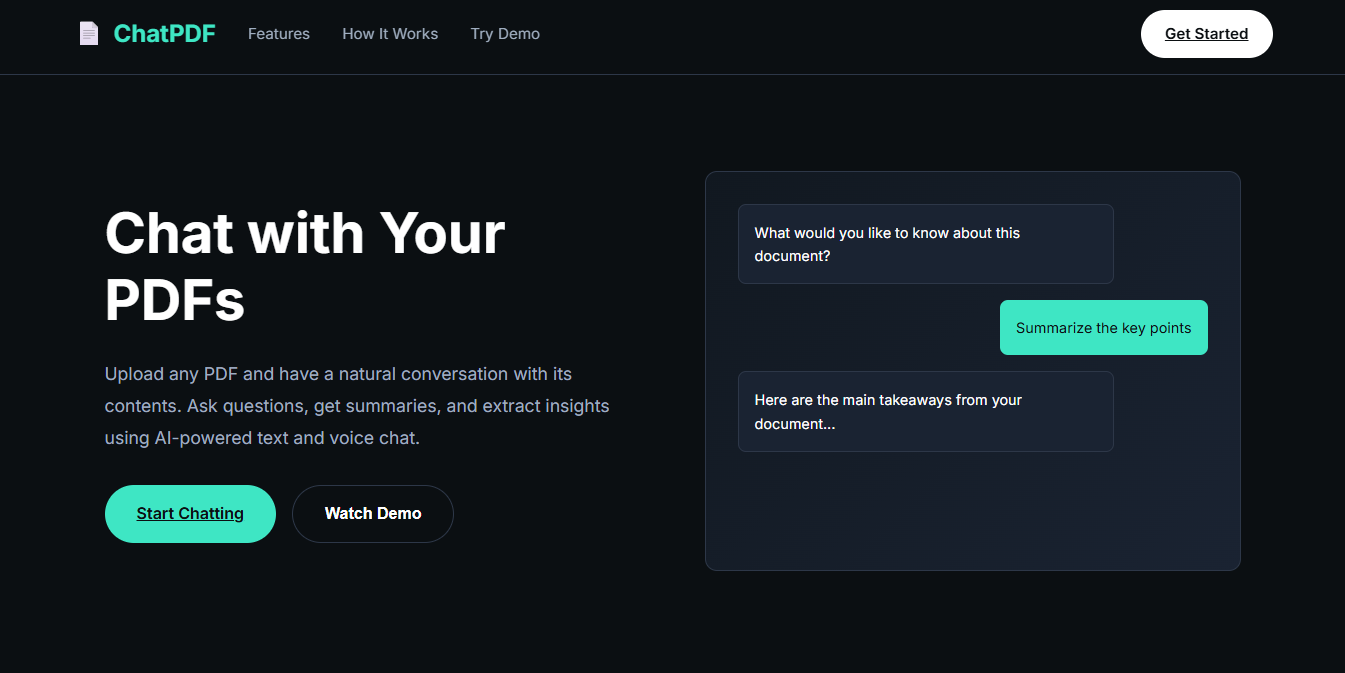 ChatPDF
Features
How It Works
Try Demo
Get Started
Chat with Your
PDFs
Upload any PDF and have a natural conversation with its
contents. Ask questions, get summaries, and extract insights
using AI-powered text and voice chat.
Start Chatting
Watch Demo
What would you like to know about this
document?
Summarize the key points
Here are the main takeaways from your
document...